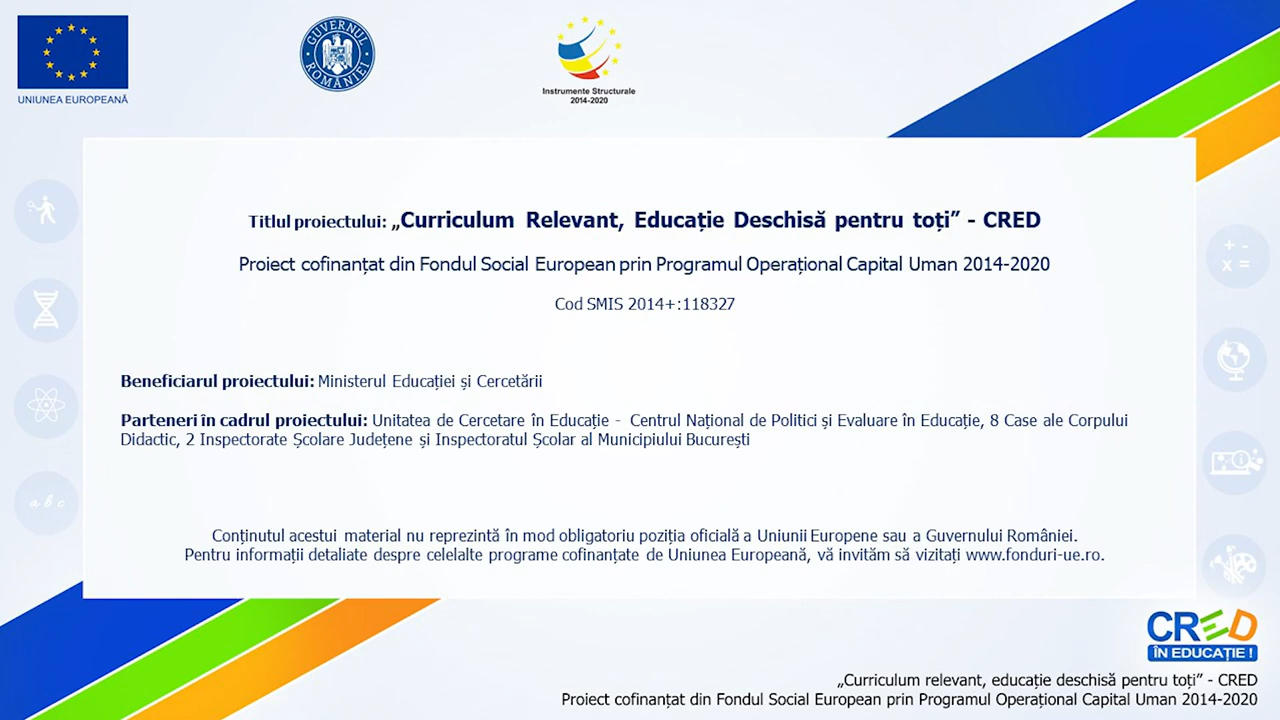 UNIUNEA EUROPEANĂ
GUVERNUL ROMÂNIEI
Instrumente Structurale
2014-2020
Titlul proiectului: „Curriculum Relevant, Educație Deschisă pentru toți” - CRED
Proiect cofinanțat din Fondul Social European prin Programul Operațional Capital Uman 2014-2020
Cod SMIS 2014+:118327
Beneficiarul proiectului: Ministerul Educației și Cercetării
Parteneri în cadrul proiectului: Unitatea de Cercetare în Educație - Centrul Național de Politici și Evaluare în Educație, 8 Case ale Corpului
Didactic, 2 Inspectorate Școlare Județene și Inspectoratul Școlar al Municipiului București
Conținutul acestui material nu reprezintă în mod obligatoriu poziția oficială a Uniunii Europene sau a Guvernului României.
Pentru informații detaliate despre celelalte programe cofinanțate de Uniunea Europeană, vă invităm să vizitați www.fonduri-ue.ro.
+ -
x =
a b c
CRED
ÎN EDUCAȚIE !
„Curriculum relevant, educație deschisă pentru toți” - CRED
Proiect cofinanțat din Fondul Social European prin Programul Operațional Capital Uman 2014-2020